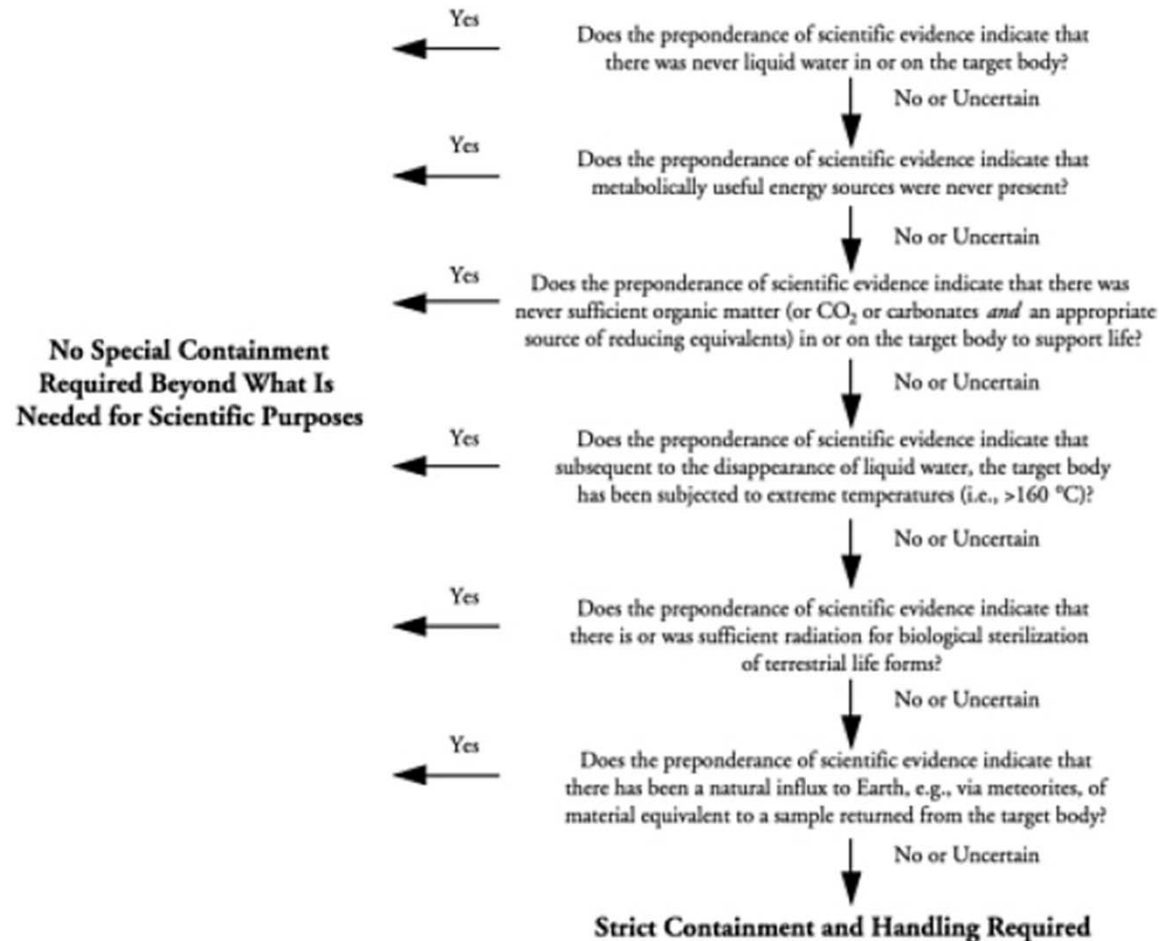 Yes
Does the preponderance of scientific evidence indicate that
there was never liquid water in or on the target body?
No or Uncertain
Yes
Does the preponderance of scientific evidence indicate that
metabolically useful energy sources were never present?
No or Uncertain
Yes
Does the preponderance of scientific evidence indicate that there was
never sufficient organic matter (or CO₂ or carbonates and an appropriate
source of reducing equivalents) in or on the target body to support life?
No or Uncertain
No Special Containment
Required Beyond What Is
Needed for Scientific Purposes
Yes
Does the preponderance of scientific evidence indicate that
subsequent to the disappearance of liquid water, the target body
has been subjected to extreme temperatures (i.e., >160 °C)?
No or Uncertain
Yes
Does the preponderance of scientific evidence indicate that
there is or was sufficient radiation for biological sterilization
of terrestrial life forms?
No or Uncertain
Yes
Does the preponderance of scientific evidence indicate that
there has been a natural influx to Earth, e.g., via meteorites, of
material equivalent to a sample returned from the target body?
No or Uncertain
Strict Containment and Handling Required